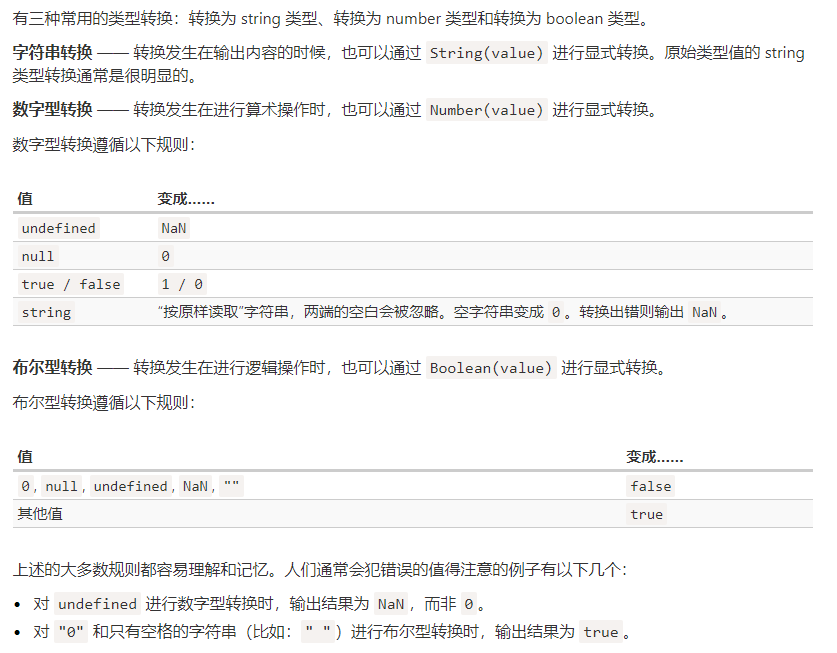 有三种常用的类型转换：转换为 string 类型、转换为 number 类型和转换为 boolean 类型。
字符串转换 —— 转换发生在输出内容的时候，也可以通过 String(value) 进行显式转换。原始类型值的 string
类型转换通常是很明显的。
数字型转换 —— 转换发生在进行算术操作时，也可以通过 Number(value) 进行显式转换。
数字型转换遵循以下规则：
值 变成……
undefined NaN
null 0
true / false 1 / 0
string “按原样读取”字符串，两端的空白会被忽略。空字符串变成 0。转换出错则输出 NaN。
布尔型转换 —— 转换发生在进行逻辑操作时，也可以通过 Boolean(value) 进行显式转换。
布尔型转换遵循以下规则：
值 变成……
0, null, undefined, NaN, "" false
其他值 true
上述的大多数规则都容易理解和记忆。人们通常会犯错误的值得注意的例子有以下几个：
• 对 undefined 进行数字型转换时，输出结果为 NaN，而非 0。
• 对 "0" 和只有空格的字符串（比如：" "）进行布尔型转换时，输出结果为 true。